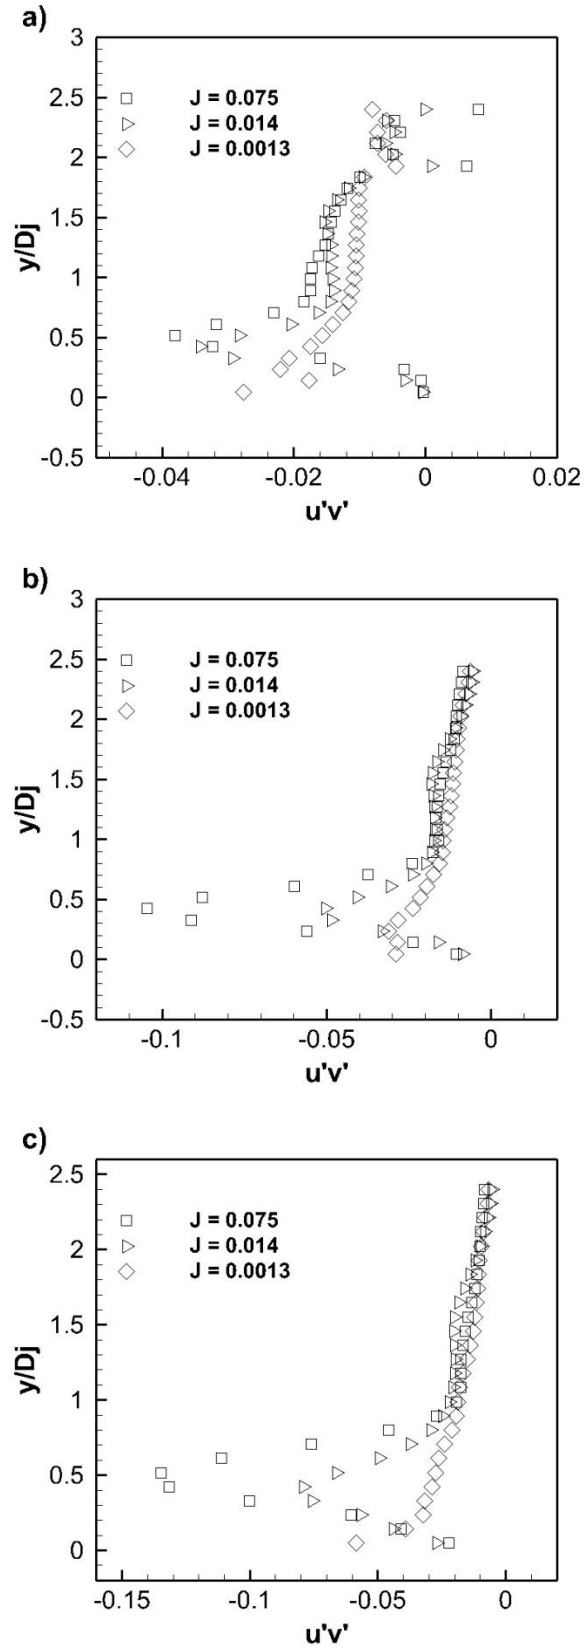 a)
3
J = 0.075
2.5
J = 0.014
2
J = 0.0013
1.5
y/Dj
1
0.5
0
-0.5
-0.04
-0.02
0
0.02
u'v'
b)
3
J = 0.075
2.5
J = 0.014
2
J = 0.0013
1.5
y/Dj
1
0.5
0
-0.5
-0.1
-0.05
0
u'v'
c)
2.5
J = 0.075
J = 0.014
2
J = 0.0013
1.5
y/Dj
1
0.5
0
-0.15
-0.1
-0.05
0
u'v'